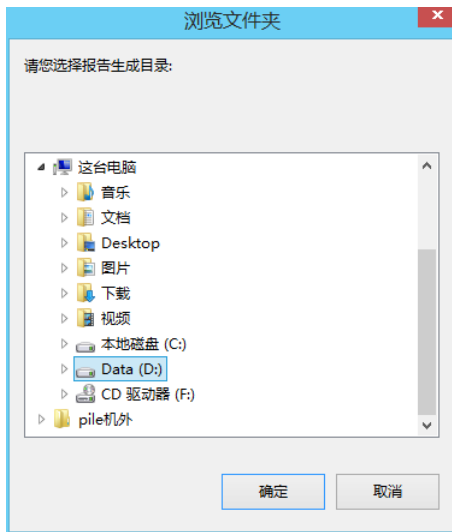 浏览文件夹
请您选择报告生成目录:
这台电脑
音乐
文档
Desktop
图片
下载
视频
本地磁盘 (C:)
Data (D:)
CD 驱动器 (F:)
pile机外
确定 取消